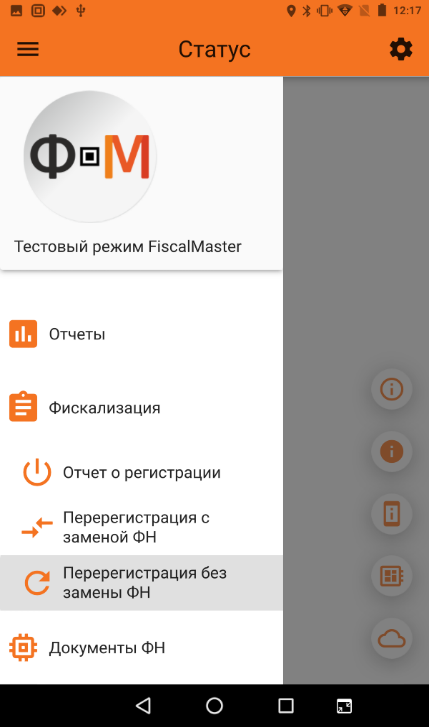 12:17
Статус
Ф М
Тестовый режим FiscalMaster
Отчеты
Фискализация
Отчет о регистрации
Перерегистрация с
заменой ФН
Перерегистрация без
замены ФН
Документы ФН